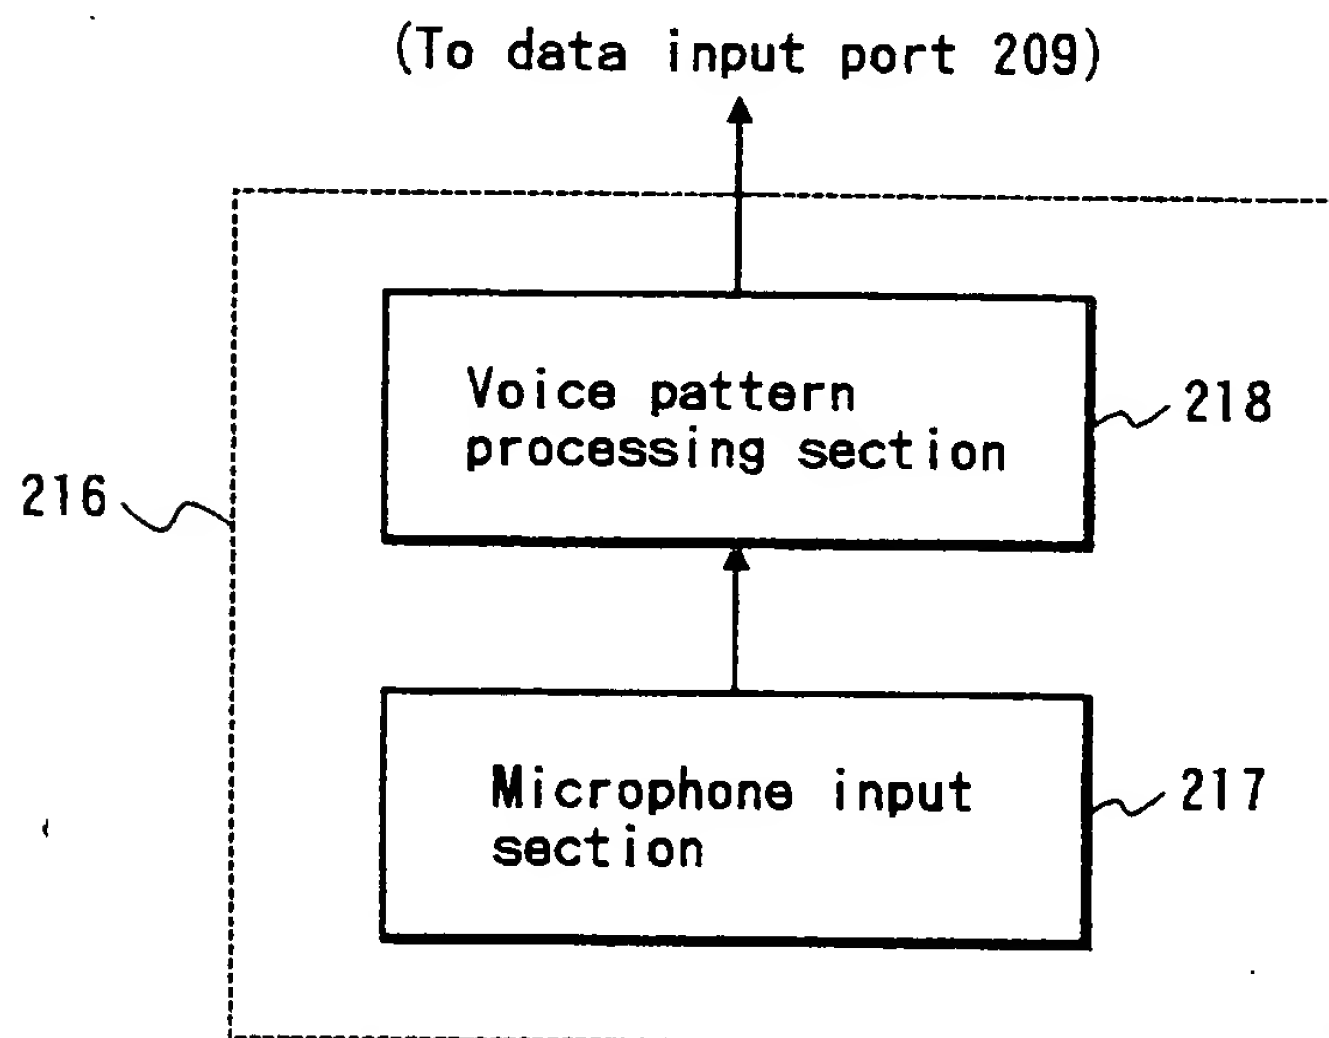 (To data input port 209)
Voice pattern
processing section
218
216
Microphone input
section
217